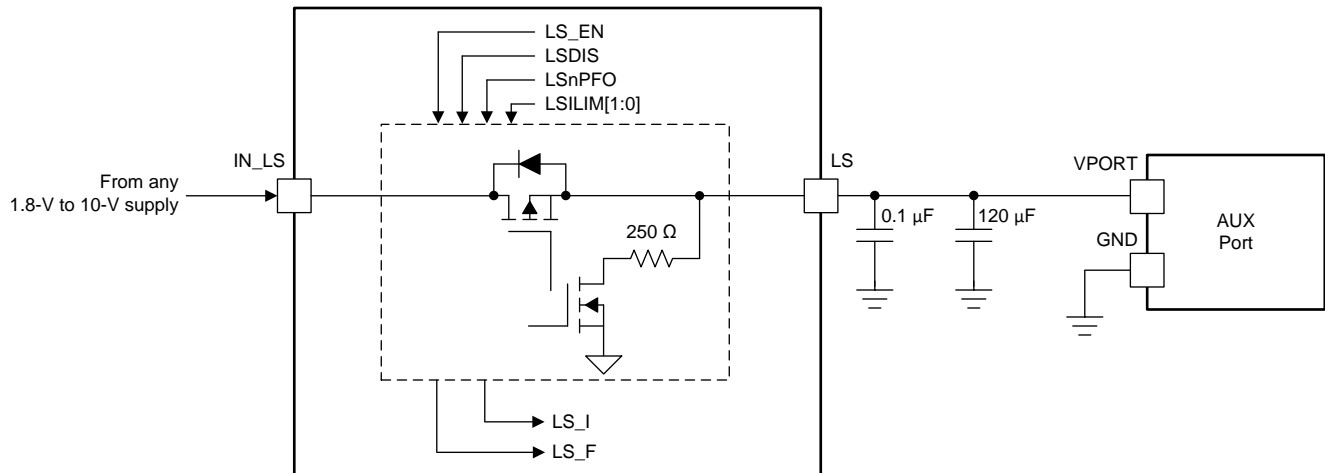 LS_EN
LSDIS
LSnPFO
LSILIM[1:0]
IN_LS
LS
From any
1.8-V to 10-V supply
VPORT
GND
AUX
Port
0.1 µF
120 µF
250 Ω
LS_I
LS_F